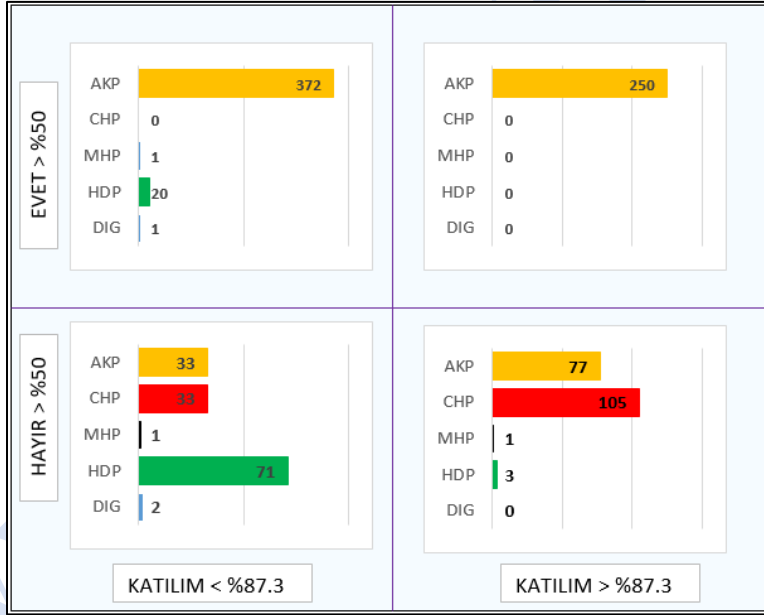 EVET > %50
AKP 372
CHP 0
MHP 1
HDP 20
DIG 1
AKP 250
CHP 0
MHP 0
HDP 0
DIG 0
HAYIR > %50
AKP 33
CHP 33
MHP 1
HDP 71
DIG 2
AKP 77
CHP 105
MHP 1
HDP 3
DIG 0
KATILIM < %87.3
KATILIM > %87.3